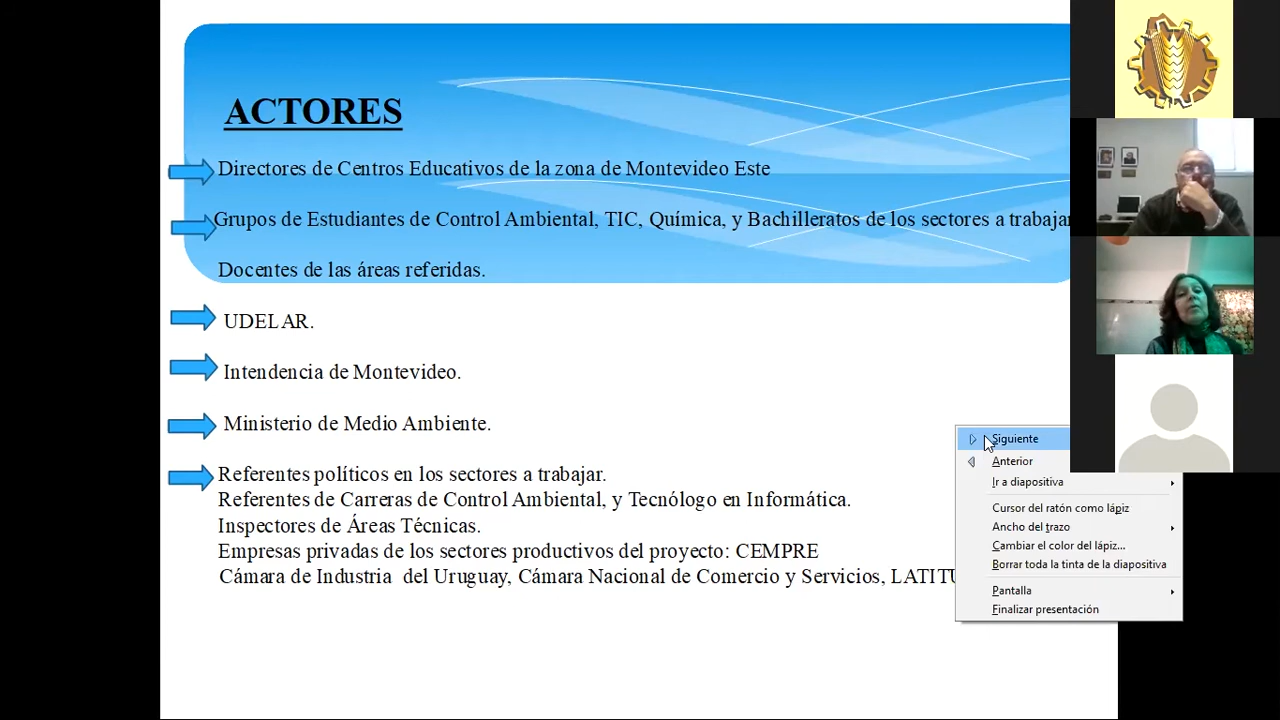 ACTORES
Directores de Centros Educativos de la zona de Montevideo Este
Grupos de Estudiantes de Control Ambiental, TIC, Química, y Bachilleratos de los sectores a trabajar
Docentes de las áreas referidas.
UDELAR.
Intendencia de Montevideo.
Ministerio de Medio Ambiente.
Referentes políticos en los sectores a trabajar.
Referentes de Carreras de Control Ambiental, y Tecnólogo en Informática.
Inspectores de Áreas Técnicas.
Empresas privadas de los sectores productivos del proyecto: CEMPRE
Cámara de Industria del Uruguay, Cámara Nacional de Comercio y Servicios,
Siguiente
Anterior
Ir a diapositiva
Cursor del ratón como lápiz
Ancho del trazo
Cambiar el color del lápiz...
Borrar toda la tinta de la diapositiva
Pantalla
Finalizar presentación